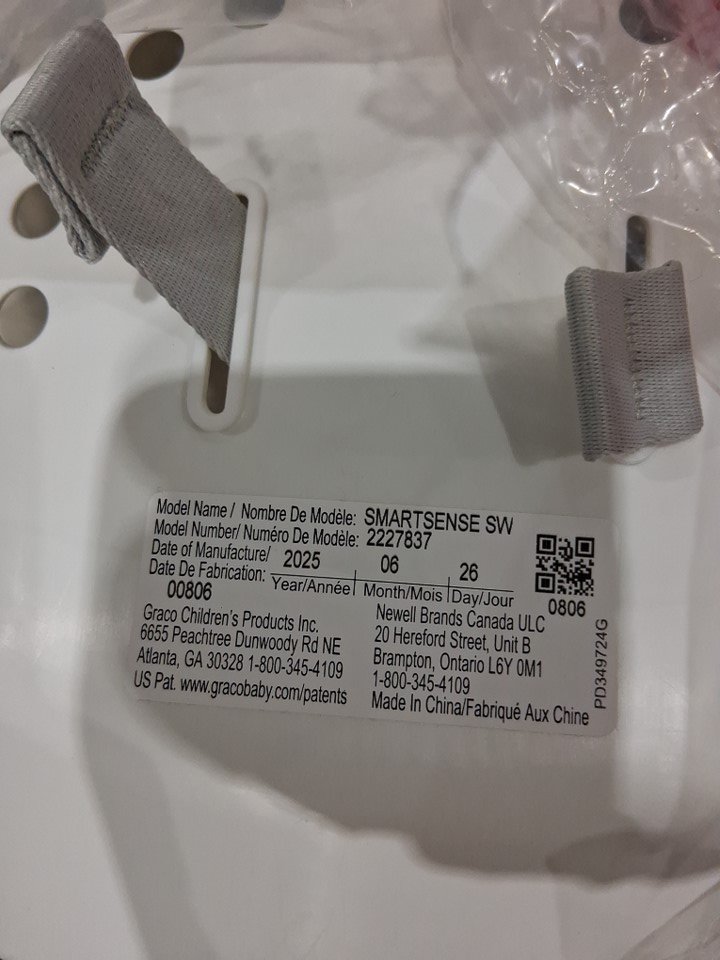 Model Name / Nombre De Modèle: SMARTSENSE SW
Model Number/ Numéro De Modèle: 2227837
Date of Manufacture/ 2025 06 26
Date De Fabrication: Year/Année Month/Mois Day/Jour
00806
0806
Graco Children's Products Inc.
6655 Peachtree Dunwoody Rd NE
Atlanta, GA 30328 1-800-345-4109
US Pat. www.gracobaby.com/patents
Newell Brands Canada ULC
20 Hereford Street, Unit B
Brampton, Ontario L6Y 0M1
1-800-345-4109
Made In China/Fabriqué Aux Chine
PD349724G